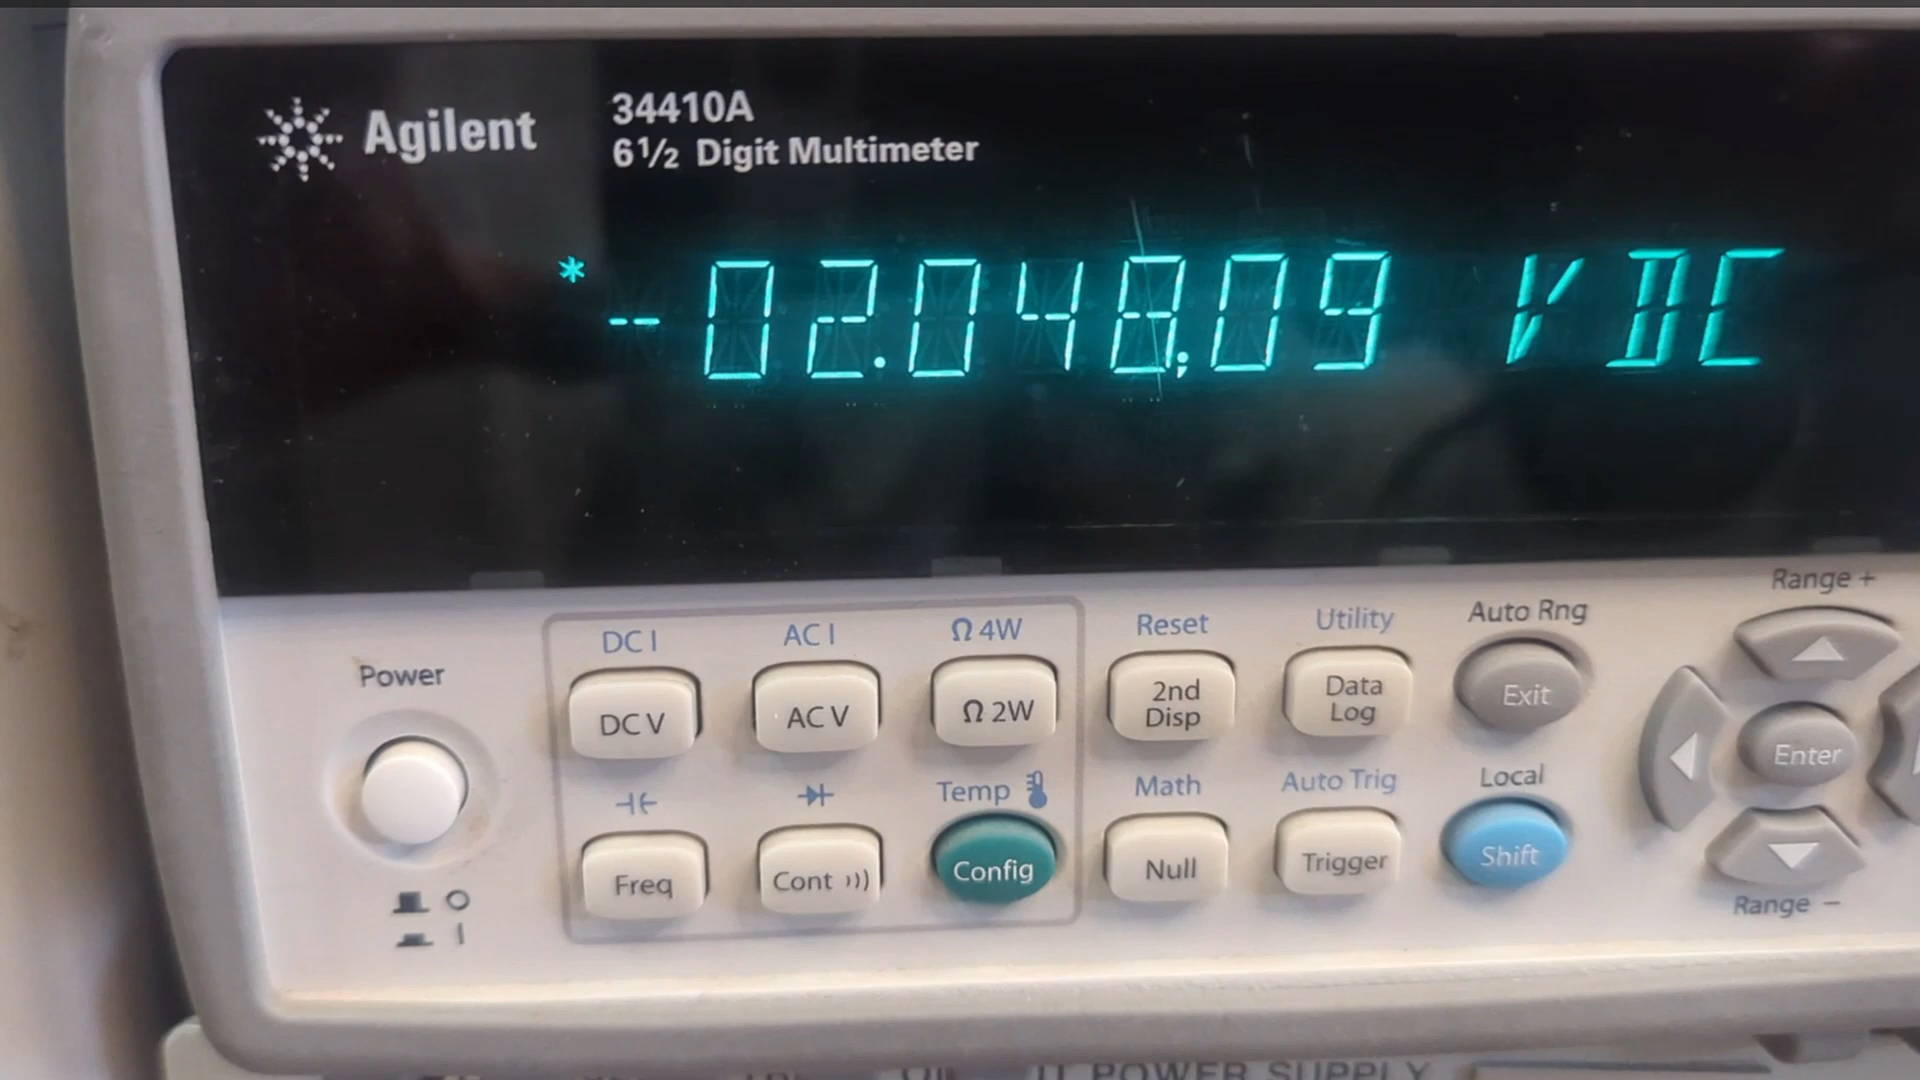 Agilent
34410A
6½ Digit Multimeter
* -02.048,09 V DC
Power
DC I
AC I
Ω 4W
Reset
Utility
Auto Rng
Range +
DC V
AC V
Ω 2W
2nd
Disp
Data
Log
Exit
Enter
Temp
Math
Auto Trig
Local
Freq
Cont )))
Config
Null
Trigger
Shift
Range −
POWER SUPPLY